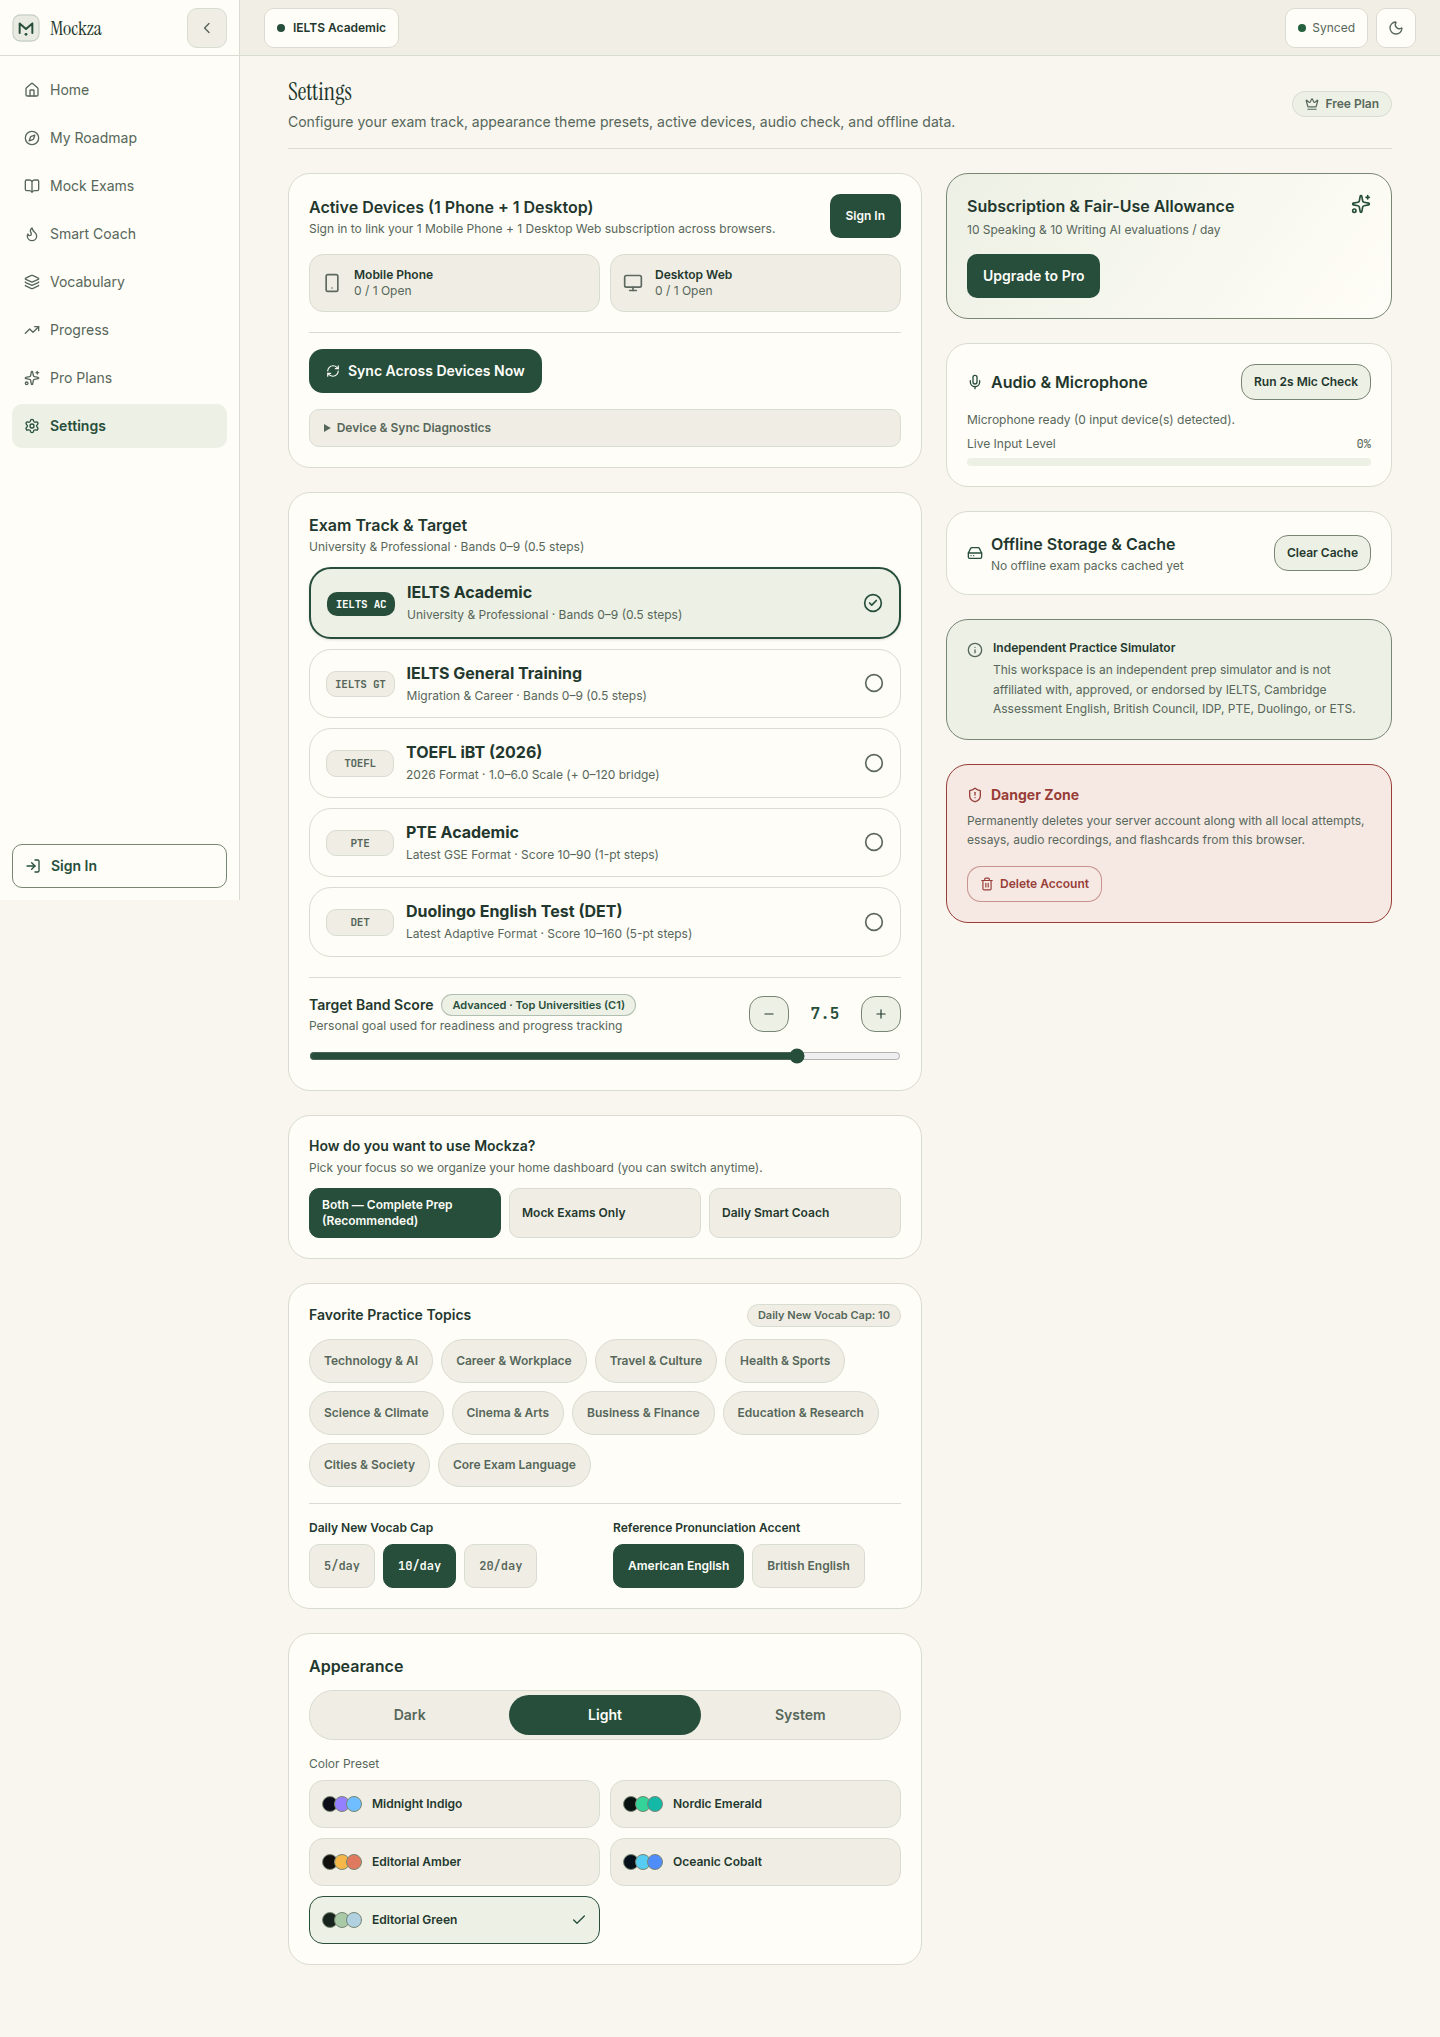 Mockza
IELTS Academic
Synced
Home
My Roadmap
Mock Exams
Smart Coach
Vocabulary
Progress
Pro Plans
Settings
Sign In
Settings
Configure your exam track, appearance theme presets, active devices, audio check, and offline data.
Free Plan
Active Devices (1 Phone + 1 Desktop)
Sign in to link your 1 Mobile Phone + 1 Desktop Web subscription across browsers.
Sign In
Mobile Phone
0 / 1 Open
Desktop Web
0 / 1 Open
Sync Across Devices Now
Device & Sync Diagnostics
Exam Track & Target
University & Professional · Bands 0–9 (0.5 steps)
IELTS AC
IELTS Academic
University & Professional · Bands 0–9 (0.5 steps)
IELTS GT
IELTS General Training
Migration & Career · Bands 0–9 (0.5 steps)
TOEFL
TOEFL iBT (2026)
2026 Format · 1.0–6.0 Scale (+ 0–120 bridge)
PTE
PTE Academic
Latest GSE Format · Score 10–90 (1-pt steps)
DET
Duolingo English Test (DET)
Latest Adaptive Format · Score 10–160 (5-pt steps)
Target Band Score
Advanced · Top Universities (C1)
Personal goal used for readiness and progress tracking
−
7.5
+
How do you want to use Mockza?
Pick your focus so we organize your home dashboard (you can switch anytime).
Both — Complete Prep
(Recommended)
Mock Exams Only
Daily Smart Coach
Favorite Practice Topics
Daily New Vocab Cap: 10
Technology & AI
Career & Workplace
Travel & Culture
Health & Sports
Science & Climate
Cinema & Arts
Business & Finance
Education & Research
Cities & Society
Core Exam Language
Daily New Vocab Cap
5/day
10/day
20/day
Reference Pronunciation Accent
American English
British English
Appearance
Dark
Light
System
Color Preset
Midnight Indigo
Nordic Emerald
Editorial Amber
Oceanic Cobalt
Editorial Green
Subscription & Fair-Use Allowance
10 Speaking & 10 Writing AI evaluations / day
Upgrade to Pro
Audio & Microphone
Run 2s Mic Check
Microphone ready (0 input device(s) detected).
Live Input Level
0%
Offline Storage & Cache
No offline exam packs cached yet
Clear Cache
Independent Practice Simulator
This workspace is an independent prep simulator and is not
affiliated with, approved, or endorsed by IELTS, Cambridge
Assessment English, British Council, IDP, PTE, Duolingo, or ETS.
Danger Zone
Permanently deletes your server account along with all local attempts,
essays, audio recordings, and flashcards from this browser.
Delete Account